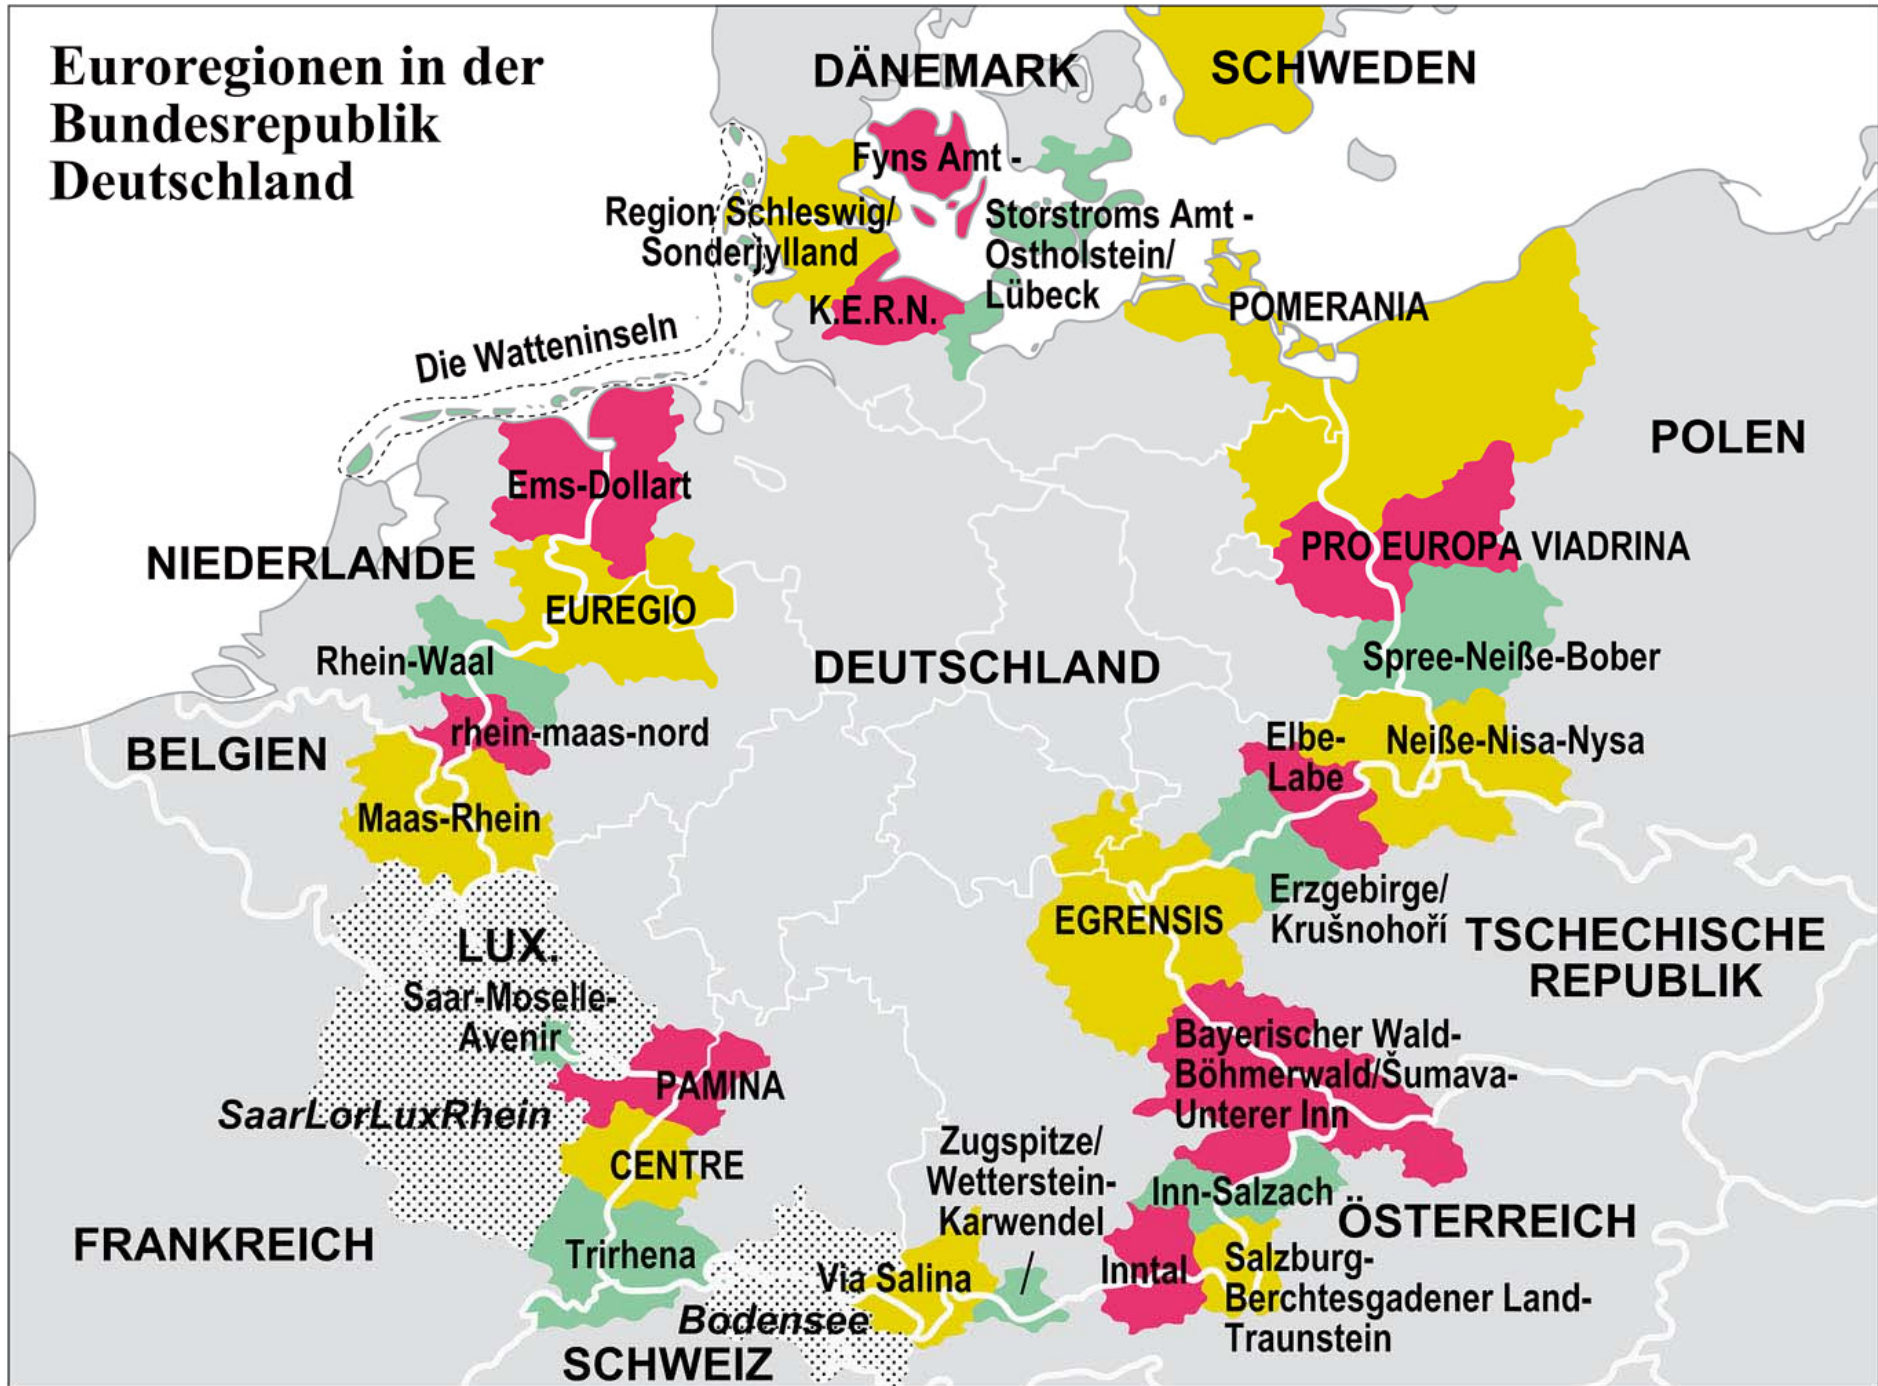 Euroregionen in der
Bundesrepublik
Deutschland
DÄNEMARK
SCHWEDEN
Fyns Amt -
Region Schleswig/
Sonderjylland
Storstroms Amt -
Ostholstein/
Lübeck
K.E.R.N.
POMERANIA
Die Watteninseln
POLEN
Ems-Dollart
NIEDERLANDE
PRO EUROPA VIADRINA
EUREGIO
Rhein-Waal
DEUTSCHLAND
Spree-Neiße-Bober
rhein-maas-nord
BELGIEN
Elbe-
Labe
Neiße-Nisa-Nysa
Maas-Rhein
Erzgebirge/
Krušnohoří
EGRENSIS
TSCHECHISCHE
REPUBLIK
LUX.
Saar-Moselle-
Avenir
Bayerischer Wald-
Böhmerwald/Šumava-
Unterer Inn
PAMINA
SaarLorLuxRhein
CENTRE
Zugspitze/
Wetterstein-
Karwendel
Inn-Salzach
ÖSTERREICH
FRANKREICH
Trirhena
Via Salina
Inntal
Salzburg-
Berchtesgadener Land-
Traunstein
Bodensee
SCHWEIZ